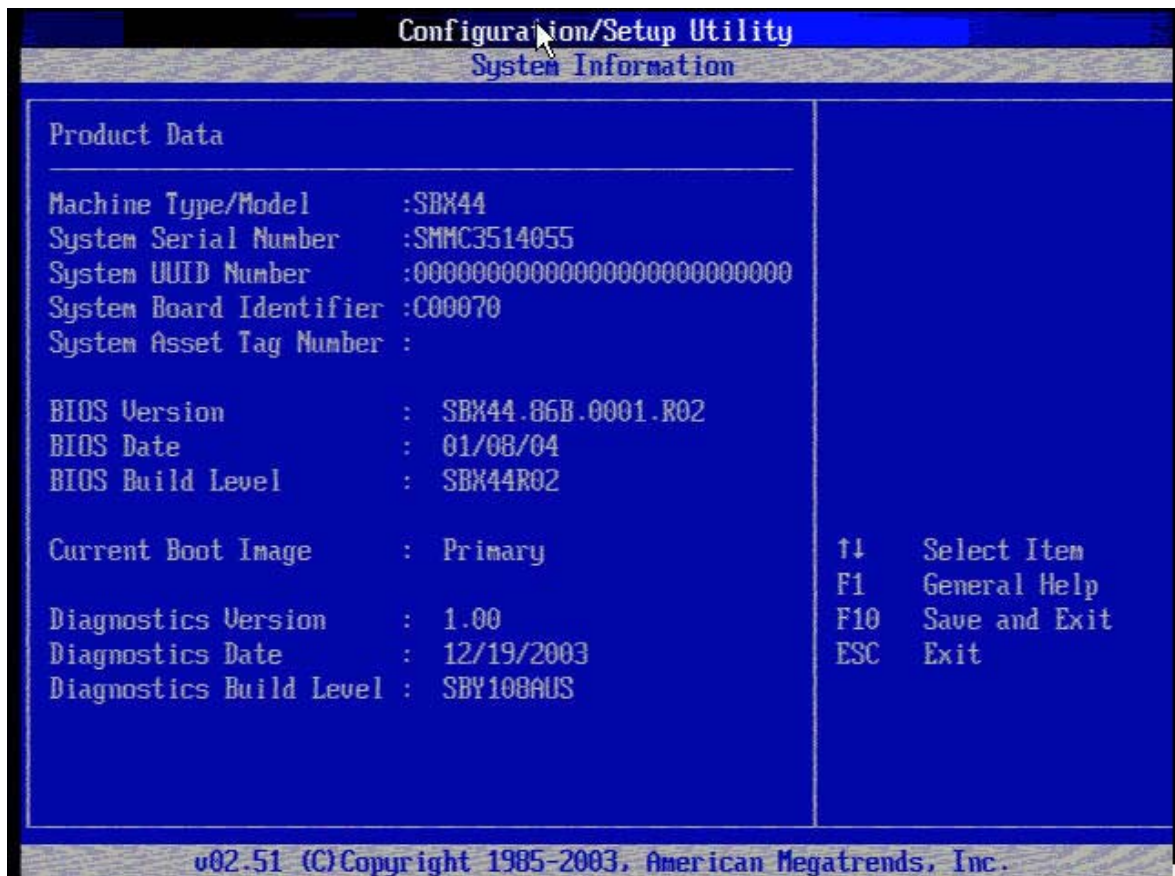 Configuration/Setup Utility
System Information
Product Data
Machine Type/Model :SBX44
System Serial Number :SMMC3514055
System UUID Number :00000000000000000000000000
System Board Identifier :C00070
System Asset Tag Number :
BIOS Version : SBX44.86B.0001.R02
BIOS Date : 01/08/04
BIOS Build Level : SBX44R02
Current Boot Image : Primary
Diagnostics Version : 1.00
Diagnostics Date : 12/19/2003
Diagnostics Build Level : SBY108AUS
↑↓ Select Item
F1 General Help
F10 Save and Exit
ESC Exit
v02.51 (C)Copyright 1985-2003, American Megatrends, Inc.